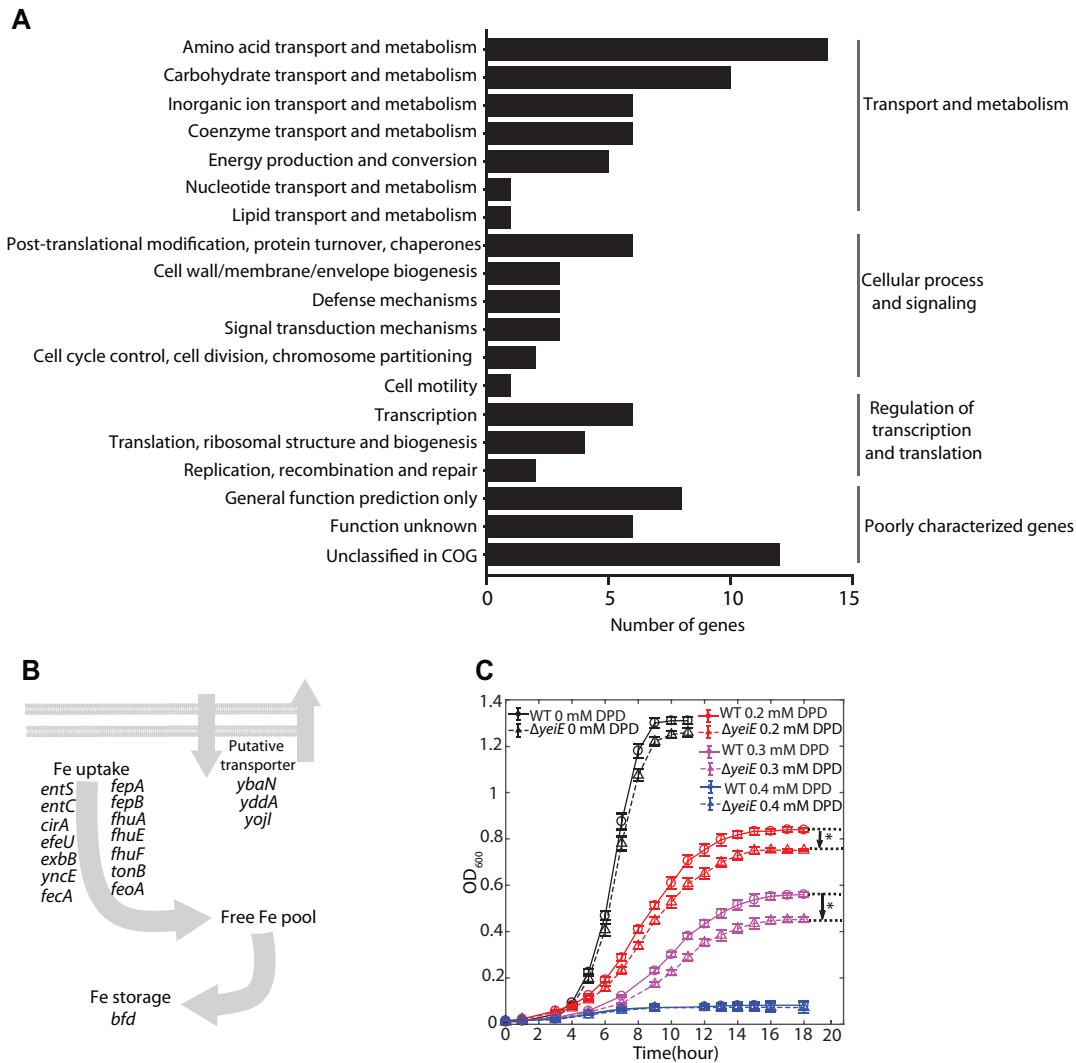 A
Amino acid transport and metabolism
Carbohydrate transport and metabolism
Inorganic ion transport and metabolism
Coenzyme transport and metabolism
Energy production and conversion
Nucleotide transport and metabolism
Lipid transport and metabolism
Post-translational modification, protein turnover, chaperones
Cell wall/membrane/envelope biogenesis
Defense mechanisms
Signal transduction mechanisms
Cell cycle control, cell division, chromosome partitioning
Cell motility
Transcription
Translation, ribosomal structure and biogenesis
Replication, recombination and repair
General function prediction only
Function unknown
Unclassified in COG
Transport and metabolism
Cellular process
and signaling
Regulation of
transcription
and translation
Poorly characterized genes
0 5 10 15
Number of genes
B
Putative
transporter
ybaN
yddA
yojI
Fe uptake
entS
entC
cirA
efeU
exbB
yncE
fecA
fepA
fepB
fhuA
fhuE
fhuF
tonB
feoA
Free Fe pool
Fe storage
bfd
C
WT 0 mM DPD
ΔyeiE 0 mM DPD
WT 0.2 mM DPD
ΔyeiE 0.2 mM DPD
WT 0.3 mM DPD
ΔyeiE 0.3 mM DPD
WT 0.4 mM DPD
ΔyeiE 0.4 mM DPD
*
*
OD600
1.4
1.2
1
0.8
0.6
0.4
0.2
0
0 2 4 6 8 10 12 14 16 18 20
Time(hour)